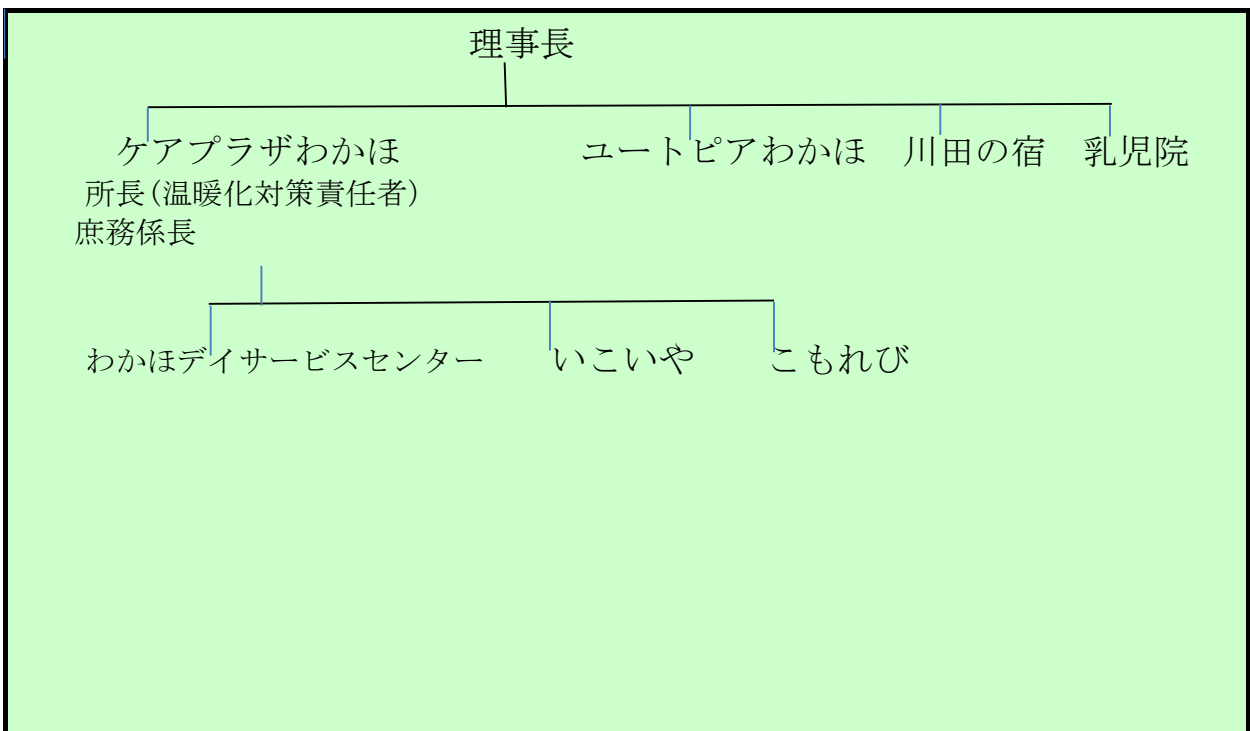 理事長
ケアプラザわかほ ユートピアわかほ 川田の宿 乳児院
所長(温暖化対策責任者)
庶務係長
わかほデイサービスセンター いこいや こもれび